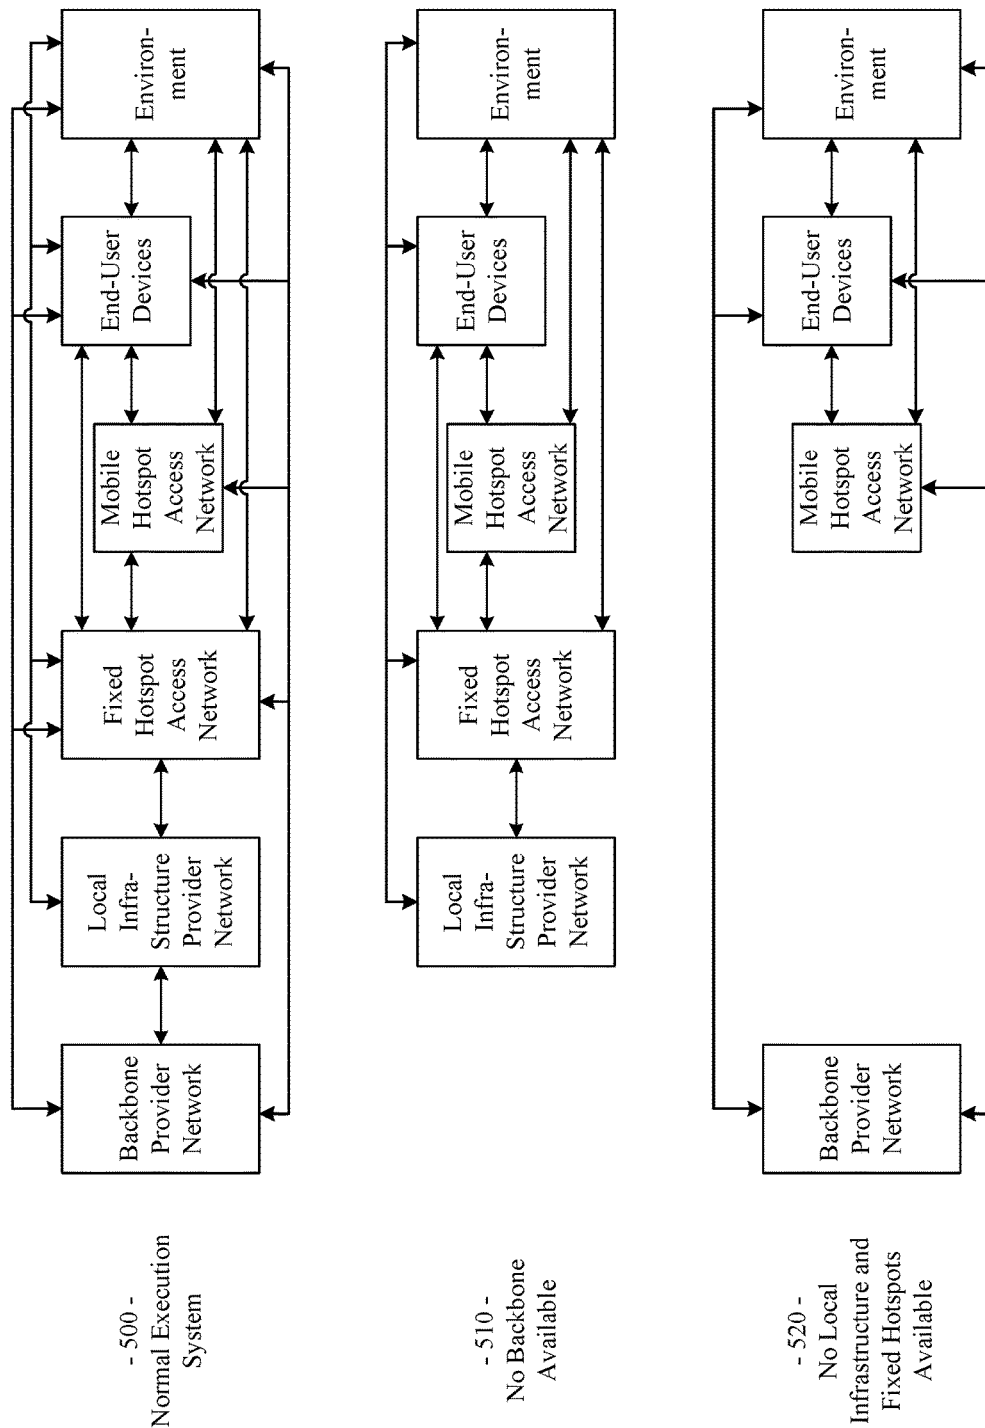 - 500 -
Normal Execution
System
Backbone
Provider
Network
Local
Infra-
Structure
Provider
Network
Fixed
Hotspot
Access
Network
Mobile
Hotspot
Access
Network
End-User
Devices
Environ-
ment
- 510 -
No Backbone
Available
Local
Infra-
Structure
Provider
Network
Fixed
Hotspot
Access
Network
Mobile
Hotspot
Access
Network
End-User
Devices
Environ-
ment
- 520 -
No Local
Infrastructure and
Fixed Hotspots
Available
Backbone
Provider
Network
Mobile
Hotspot
Access
Network
End-User
Devices
Environ-
ment